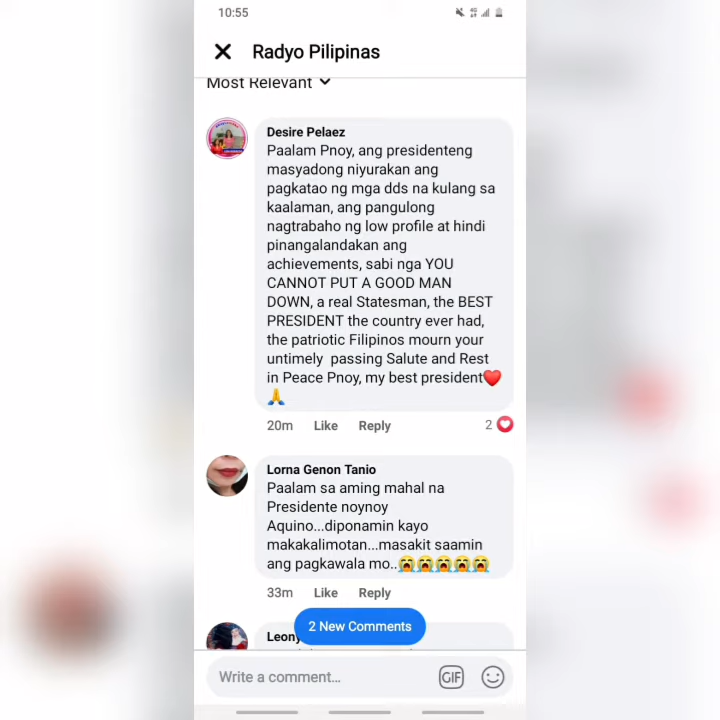 10:55
Radyo Pilipinas
Most Relevant
Desire Pelaez
Paalam Pnoy, ang presidenteng
masyadong niyurakan ang
pagkatao ng mga dds na kulang sa
kaalaman, ang pangulong
nagtrabaho ng low profile at hindi
pinangalandakan ang
achievements, sabi nga YOU
CANNOT PUT A GOOD MAN
DOWN, a real Statesman, the BEST
PRESIDENT the country ever had,
the patriotic Filipinos mourn your
untimely passing Salute and Rest
in Peace Pnoy, my best president❤️
🙏
20m Like Reply 2
Lorna Genon Tanio
Paalam sa aming mahal na
Presidente noynoy
Aquino...diponamin kayo
makakalimotan...masakit saamin
ang pagkawala mo..😭😭😭😭😭
33m Like Reply
Leony
2 New Comments
Write a comment...
GIF